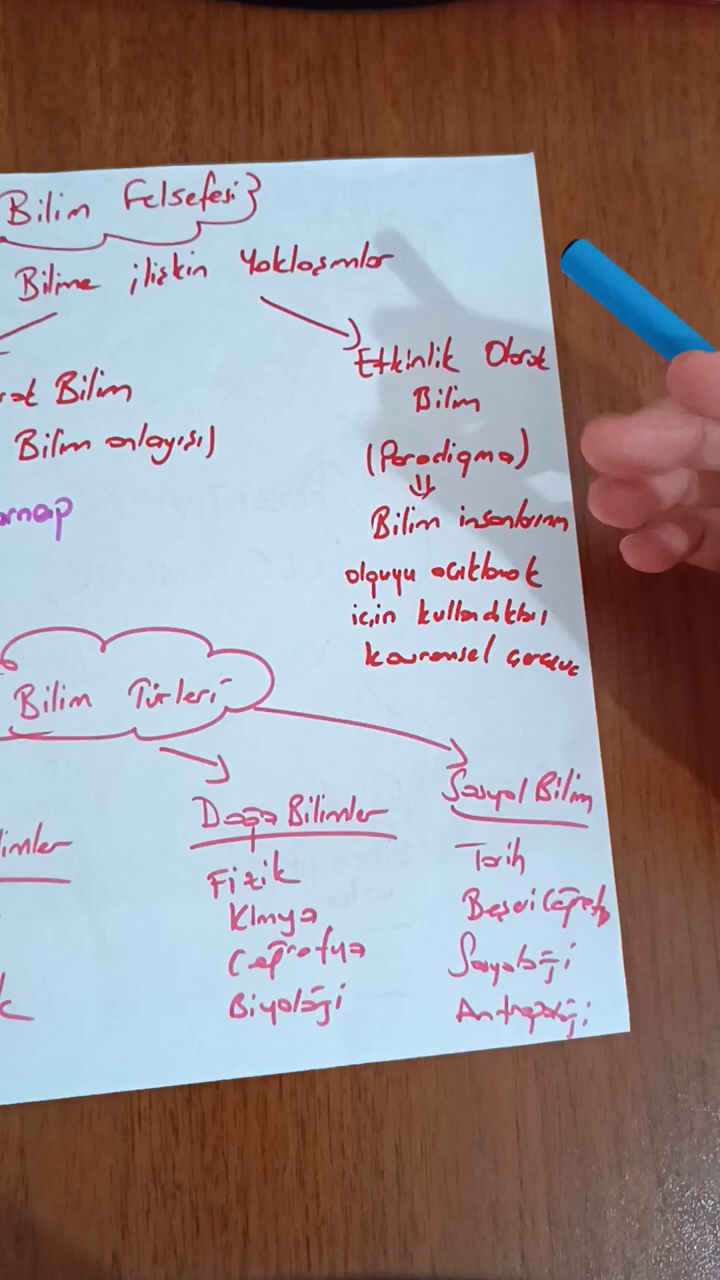 Bilim Felsefesi}
Bilime ilişkin Yaklaşımlar
Bilim
Bilim anlayışı)
Etkinlik Olarak
Bilim
(Paradigma)
⇓
Bilim insanlarının
olguyu açıklamak
için kullandıkları
kavramsal çerçeve
Bilim Türleri
Doğa Bilimler
Fizik
Kimya
Coğrafya
Biyoloji
Sosyal Bilim
Tarih
Beşeri Coğrafya
Sosyoloji
Antropoloji